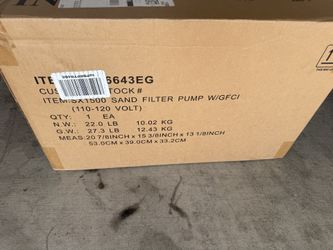 ITE 6643EG
CUS STOCK #
ITEM:SX1500 SAND FILTER PUMP W/GFCI
(110-120 VOLT)
QTY: 1 EA
N.W.: 22.0 LB 10.02 KG
G.W.: 27.3 LB 12.43 KG
MEAS:20 7/8INCH X 15 3/8INCH X 13 1/8INCH
53.0CM X 39.0CM X 33.2CM